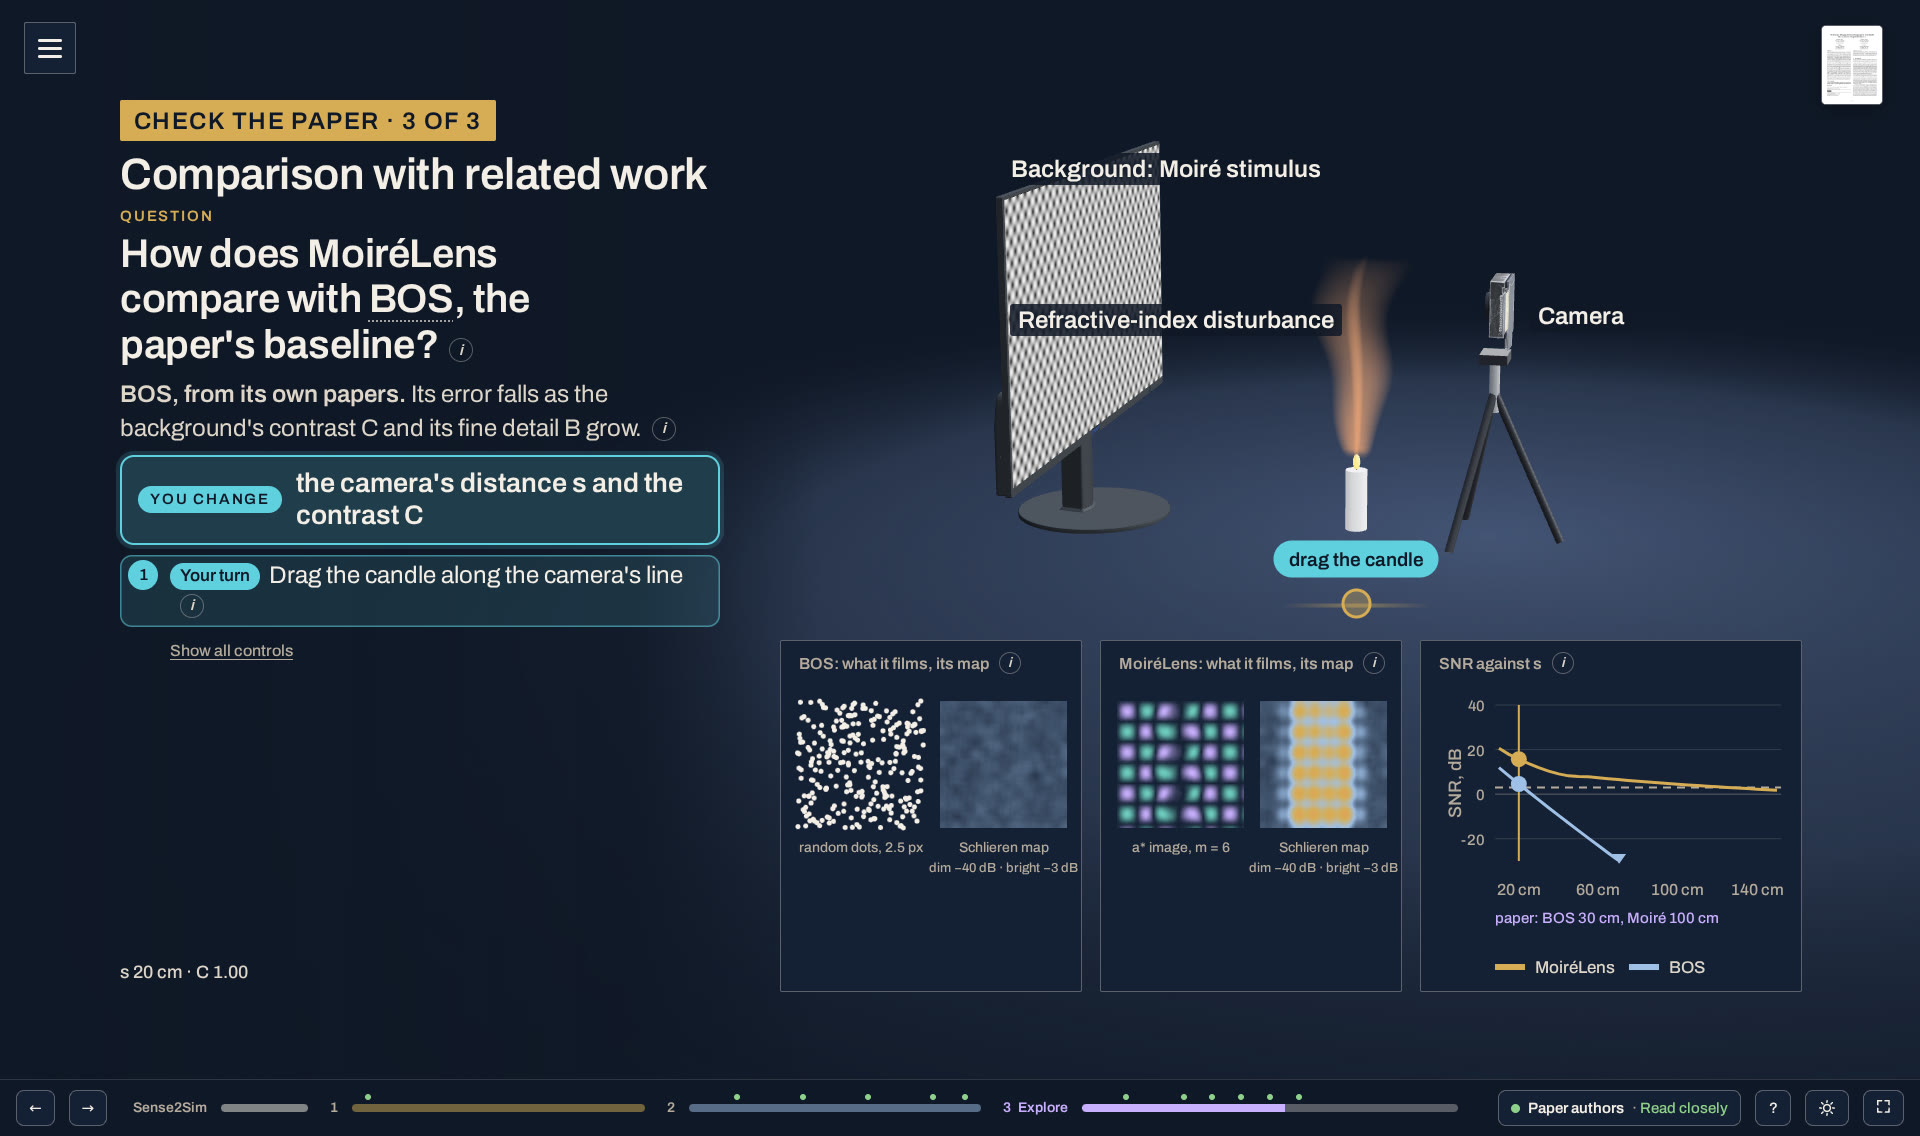 CHECK THE PAPER · 3 OF 3
Comparison with related work
QUESTION
How does MoiréLens
compare with BOS, the
paper's baseline? i
BOS, from its own papers. Its error falls as the
background's contrast C and its fine detail B grow. i
YOU CHANGE the camera's distance s and the
contrast C
1 Your turn Drag the candle along the camera's line
i
Show all controls
s 20 cm · C 1.00
Background: Moiré stimulus
Refractive-index disturbance
Camera
drag the candle
BOS: what it films, its map i
random dots, 2.5 px
Schlieren map
dim −40 dB · bright −3 dB
MoiréLens: what it films, its map i
a* image, m = 6
Schlieren map
dim −40 dB · bright −3 dB
SNR against s i
SNR, dB
40
20
0
-20
20 cm 60 cm 100 cm 140 cm
paper: BOS 30 cm, Moiré 100 cm
MoiréLens BOS
← → Sense2Sim 1 2 3 Explore Paper authors · Read closely ?